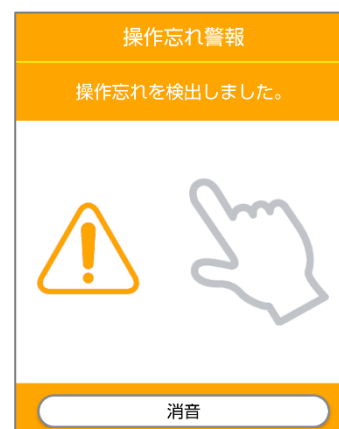 操作忘れ警報
操作忘れを検出しました。
消音